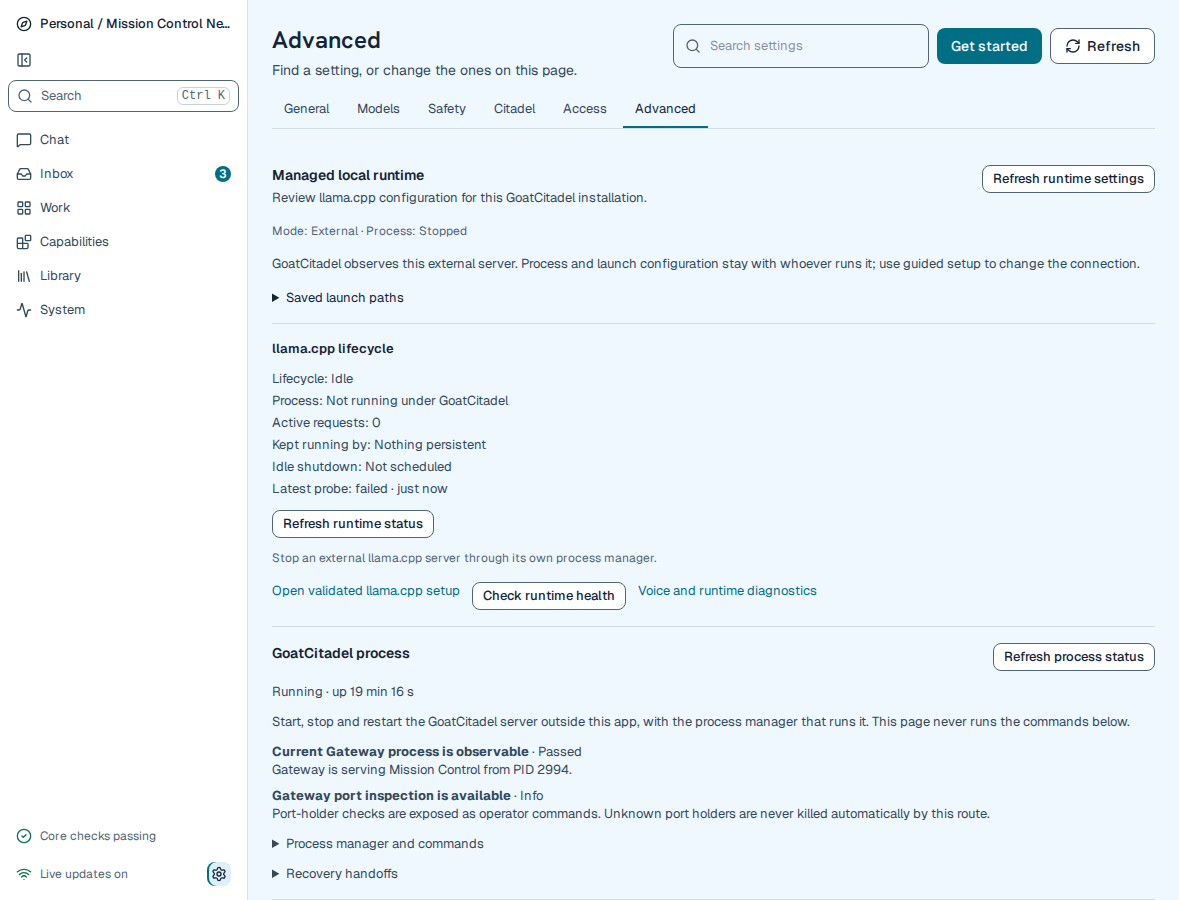 Personal / Mission Control Ne...
Search
Ctrl K
Chat
Inbox
3
Work
Capabilities
Library
System
Core checks passing
Live updates on
Advanced
Find a setting, or change the ones on this page.
Search settings
Get started
Refresh
General
Models
Safety
Citadel
Access
Advanced
Managed local runtime
Refresh runtime settings
Review llama.cpp configuration for this GoatCitadel installation.
Mode: External · Process: Stopped
GoatCitadel observes this external server. Process and launch configuration stay with whoever runs it; use guided setup to change the connection.
Saved launch paths
llama.cpp lifecycle
Lifecycle: Idle
Process: Not running under GoatCitadel
Active requests: 0
Kept running by: Nothing persistent
Idle shutdown: Not scheduled
Latest probe: failed · just now
Refresh runtime status
Stop an external llama.cpp server through its own process manager.
Open validated llama.cpp setup
Check runtime health
Voice and runtime diagnostics
GoatCitadel process
Refresh process status
Running · up 19 min 16 s
Start, stop and restart the GoatCitadel server outside this app, with the process manager that runs it. This page never runs the commands below.
Current Gateway process is observable · Passed
Gateway is serving Mission Control from PID 2994.
Gateway port inspection is available · Info
Port-holder checks are exposed as operator commands. Unknown port holders are never killed automatically by this route.
Process manager and commands
Recovery handoffs